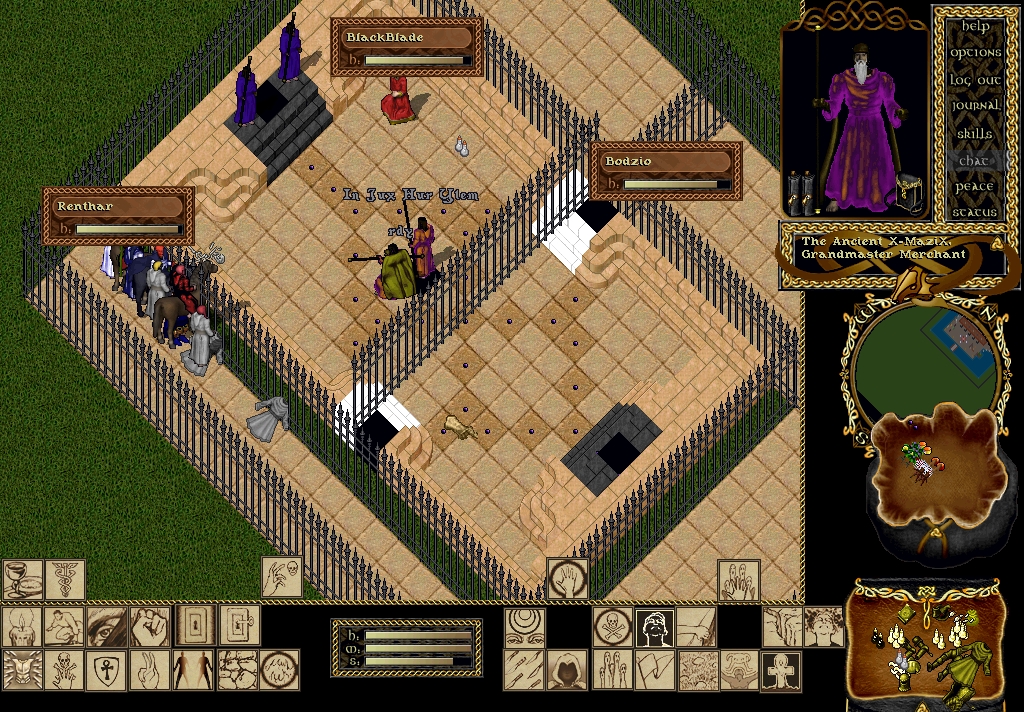 BlackBlade
h:
Bodzio
h:
Renthar
h:
In Jux Hur Ylem
rdy
help
options
log out
journal
skills
chat
peace
status
The Ancient X-MaziX,
Grandmaster Merchant
W
N
S
h:
m:
s: